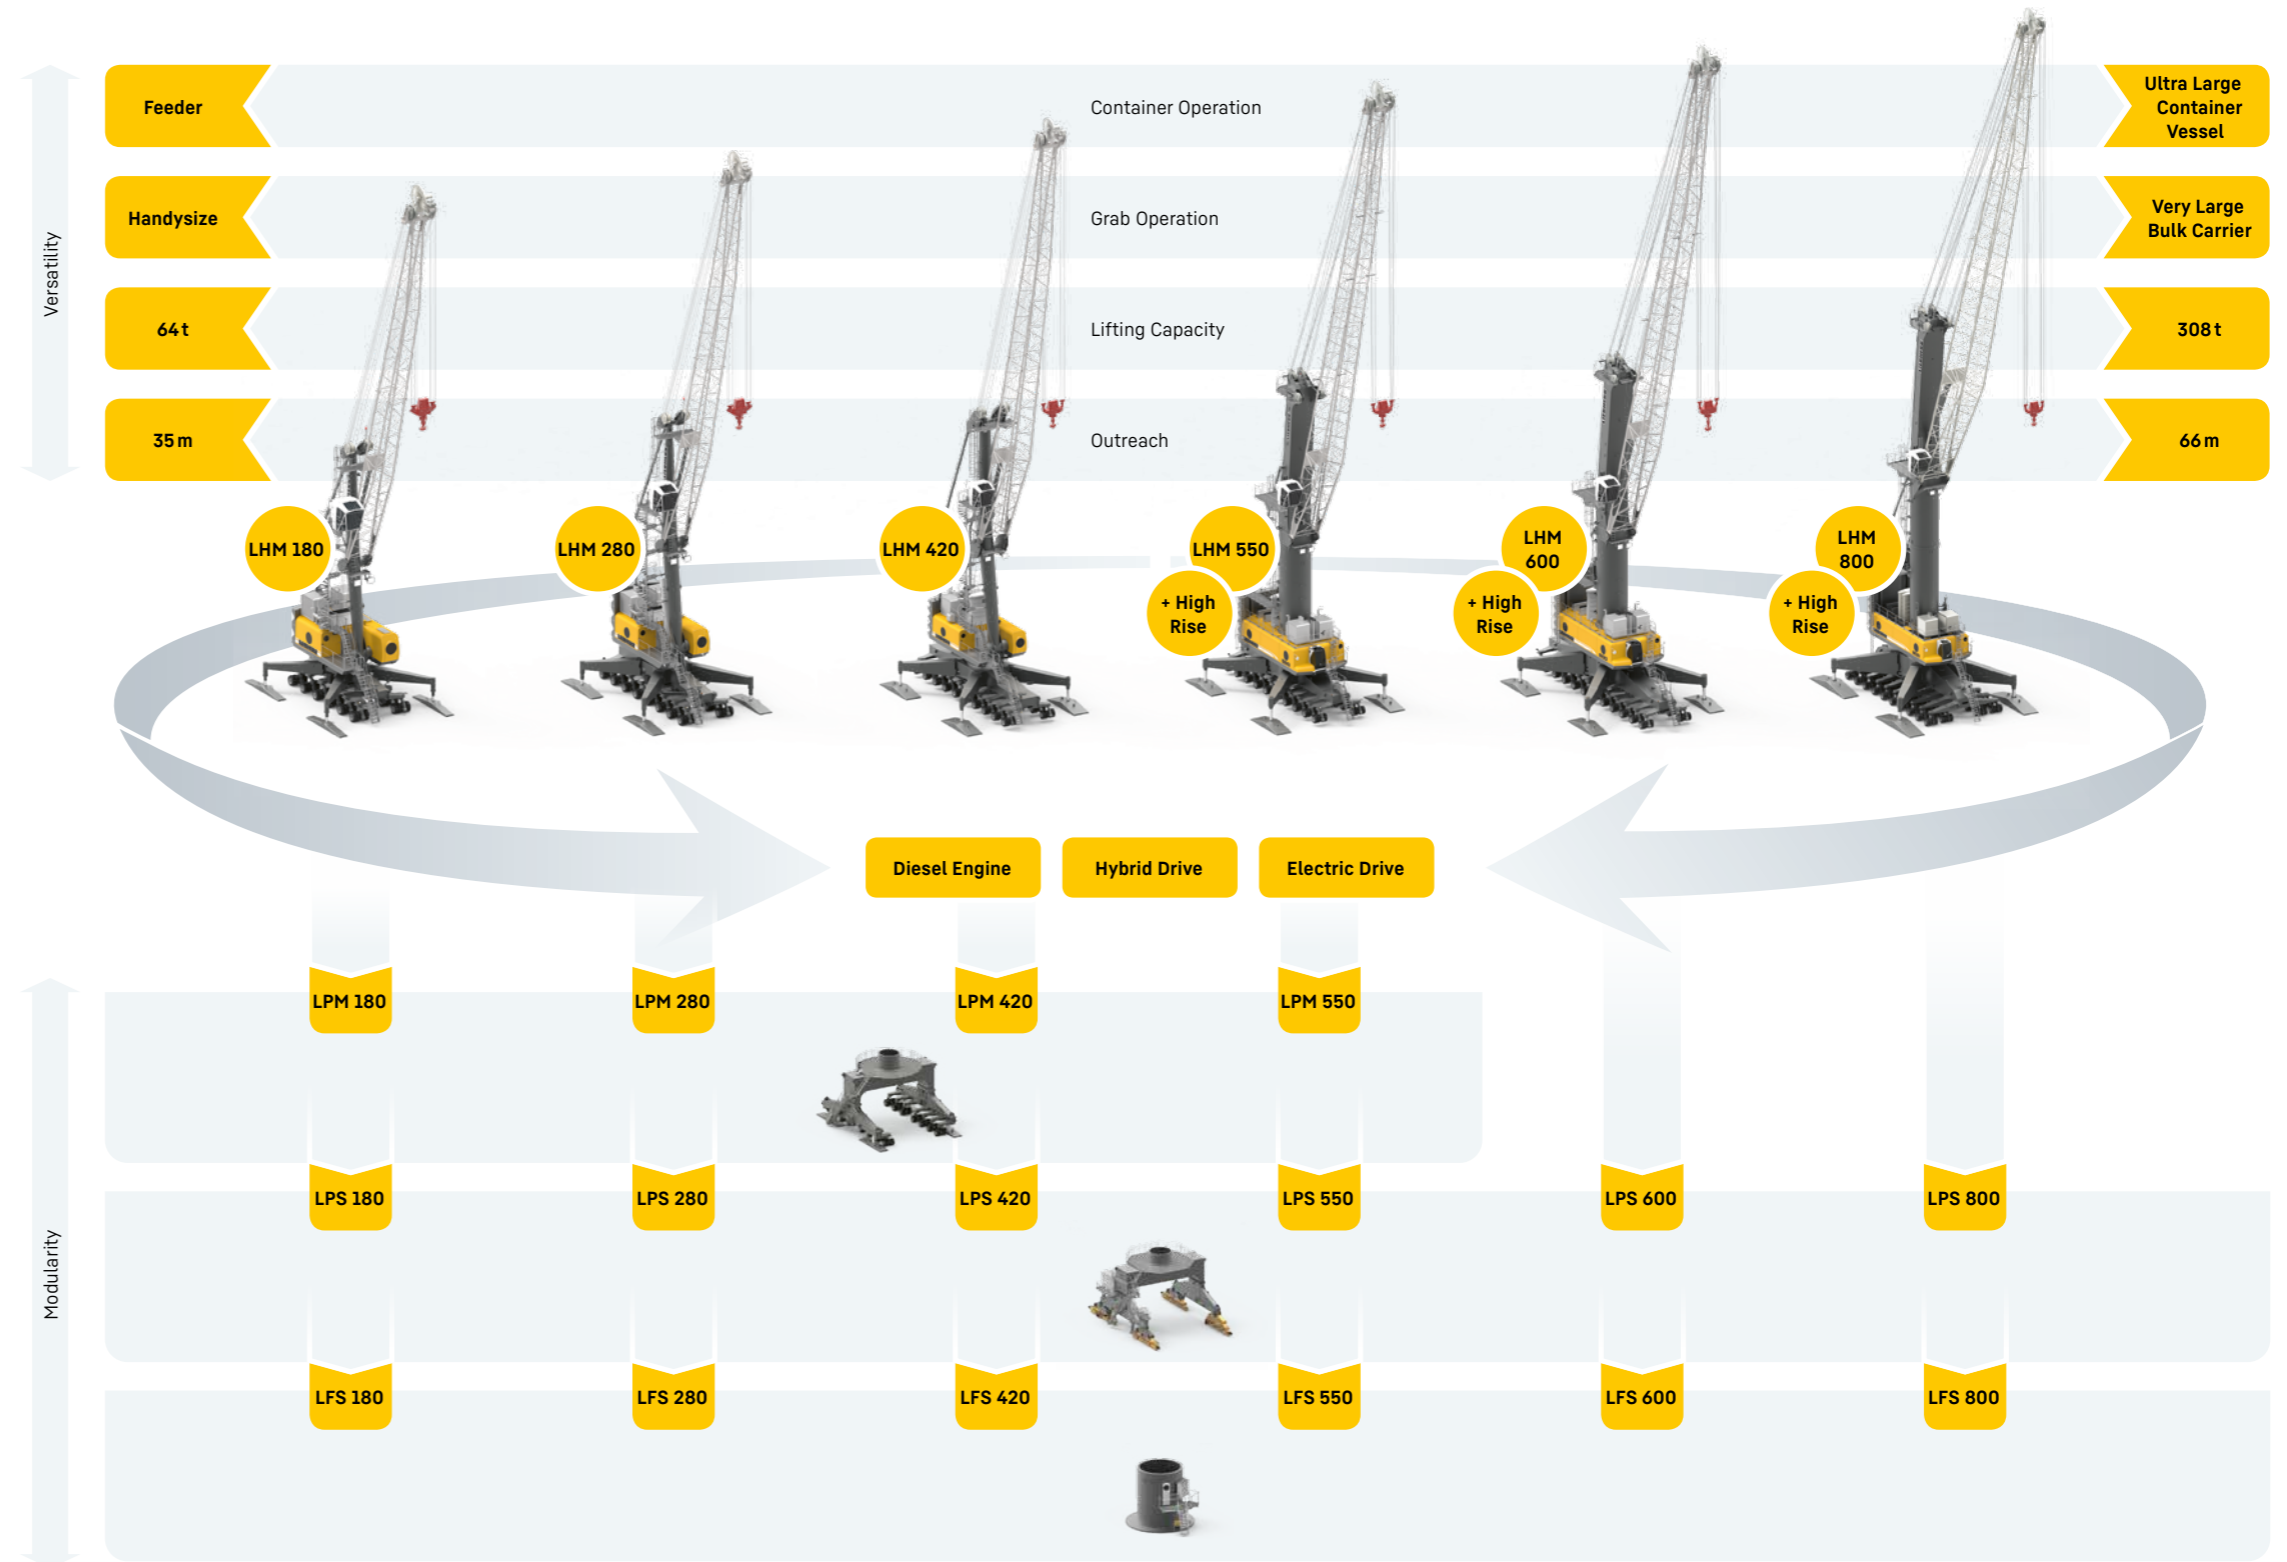 Versatility
Feeder
Container Operation
Ultra Large
Container
Vessel
Handysize
Grab Operation
Very Large
Bulk Carrier
64 t
Lifting Capacity
308 t
35 m
Outreach
66 m
LHM 180
LHM 280
LHM 420
LHM 550
+ High
Rise
LHM
600
+ High
Rise
LHM
800
+ High
Rise
Diesel Engine
Hybrid Drive
Electric Drive
Modularity
LPM 180
LPM 280
LPM 420
LPM 550
LPS 180
LPS 280
LPS 420
LPS 550
LPS 600
LPS 800
LFS 180
LFS 280
LFS 420
LFS 550
LFS 600
LFS 800